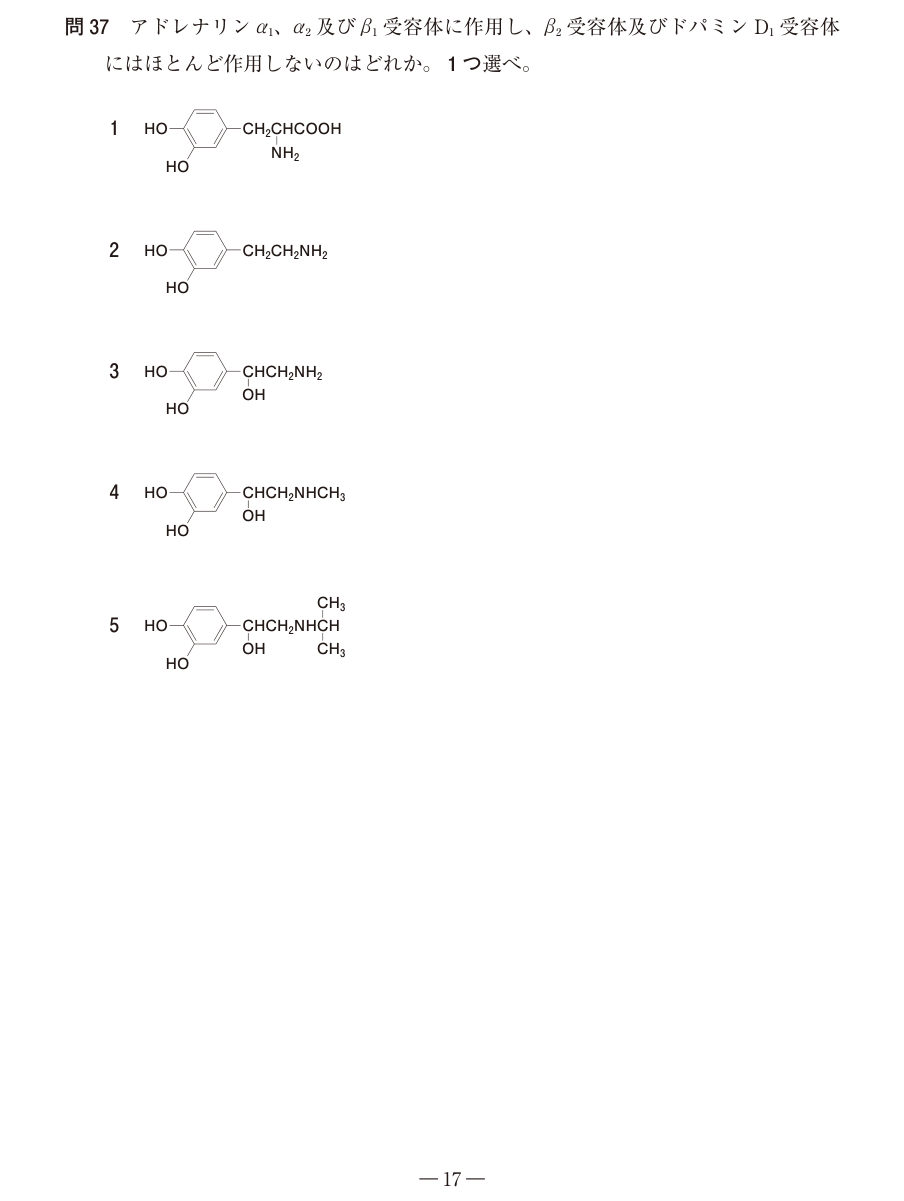 問 37 アドレナリン α₁、α₂ 及び β₁ 受容体に作用し、β₂ 受容体及びドパミン D₁ 受容体
にはほとんど作用しないのはどれか。1つ選べ。
1 HO CH₂CHCOOH
NH₂
HO
2 HO CH₂CH₂NH₂
HO
3 HO CHCH₂NH₂
OH
HO
4 HO CHCH₂NHCH₃
OH
HO
CH₃
5 HO CHCH₂NHCH
OH CH₃
HO
― 17 ―